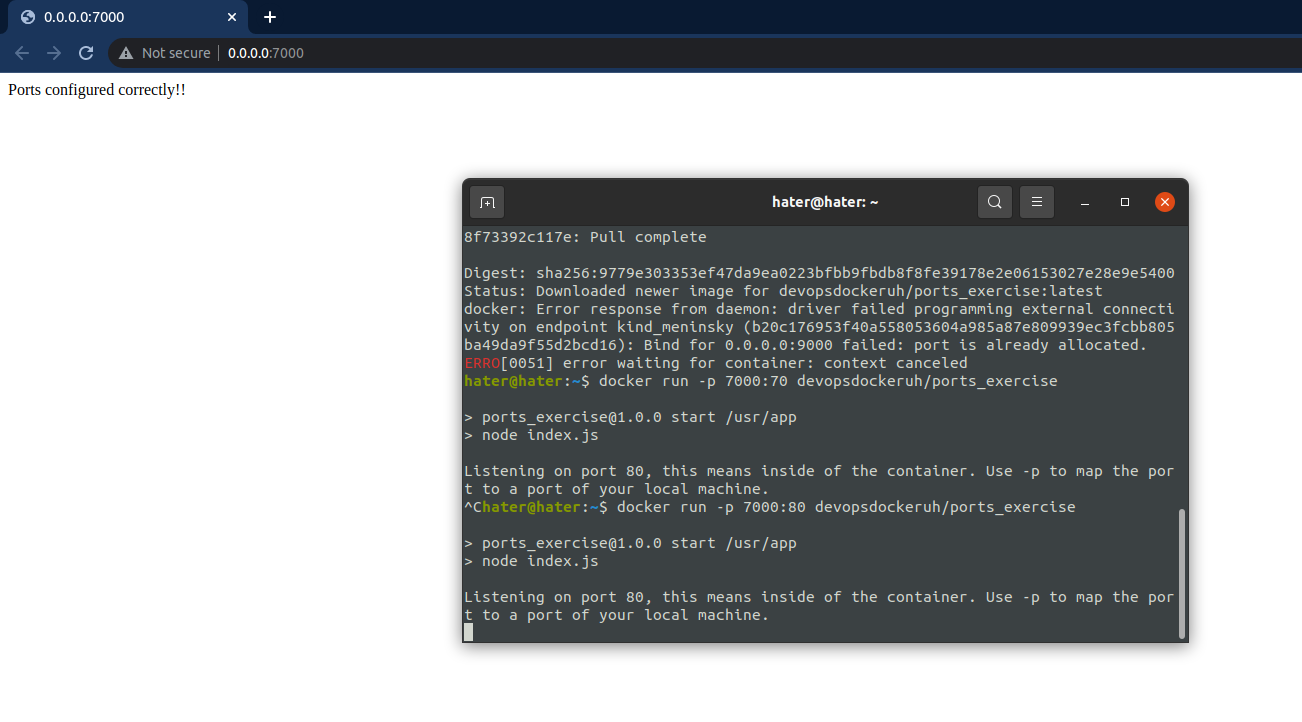 0.0.0.0:7000
Not secure
0.0.0.0:7000
Ports configured correctly!!
hater@hater: ~
8f73392c117e: Pull complete
Digest: sha256:9779e303353ef47da9ea0223bfbb9fbdb8f8fe39178e2e06153027e28e9e5400
Status: Downloaded newer image for devopsdockeruh/ports_exercise:latest
docker: Error response from daemon: driver failed programming external connecti
vity on endpoint kind_meninsky (b20c176953f40a558053604a985a87e809939ec3fcbb805
ba49da9f55d2bcd16): Bind for 0.0.0.0:9000 failed: port is already allocated.
ERRO[0051] error waiting for container: context canceled
hater@hater:~$ docker run -p 7000:70 devopsdockeruh/ports_exercise
> ports_exercise@1.0.0 start /usr/app
> node index.js
Listening on port 80, this means inside of the container. Use -p to map the por
t to a port of your local machine.
^Chater@hater:~$ docker run -p 7000:80 devopsdockeruh/ports_exercise
> ports_exercise@1.0.0 start /usr/app
> node index.js
Listening on port 80, this means inside of the container. Use -p to map the por
t to a port of your local machine.